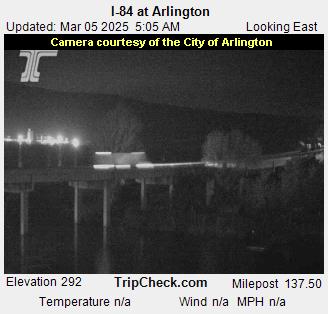 I-84 at Arlington
Updated: Mar 05 2025 5:05 AM Looking East
Camera courtesy of the City of Arlington
Elevation 292 TripCheck.com Milepost 137.50
Temperature n/a Wind n/a MPH n/a